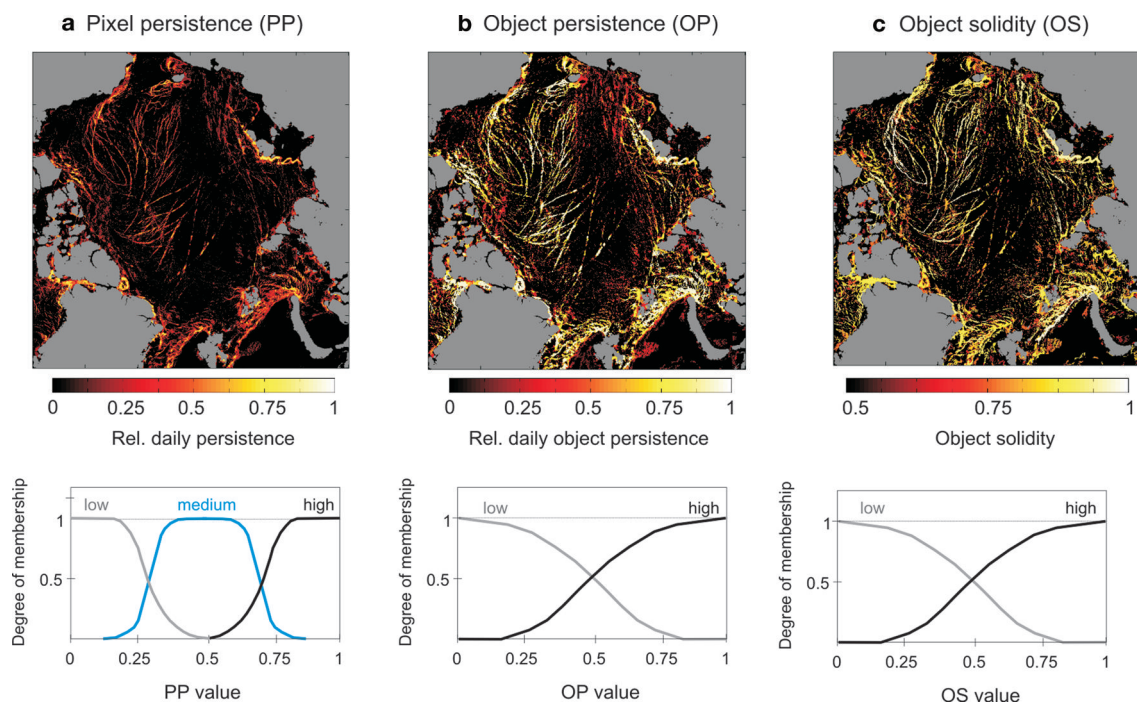 a Pixel persistence (PP)
b Object persistence (OP)
c Object solidity (OS)
0 0.25 0.5 0.75 1
Rel. daily persistence
0 0.25 0.5 0.75 1
Rel. daily object persistence
0.5 0.75 1
Object solidity
Degree of membership
low medium high
1
0.5
0 0.25 0.5 0.75 1
PP value
Degree of membership
low high
1
0.5
0 0.25 0.5 0.75 1
OP value
Degree of membership
low high
1
0.5
0 0.25 0.5 0.75 1
OS value